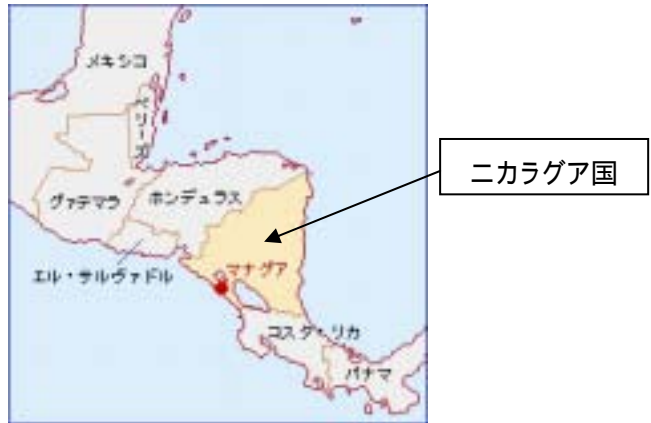 メキシコ
ベリーズ
グァテマラ
ホンデュラス
ニカラグア国
エル・サルヴァドル
マナグア
コスタ・リカ
パナマ